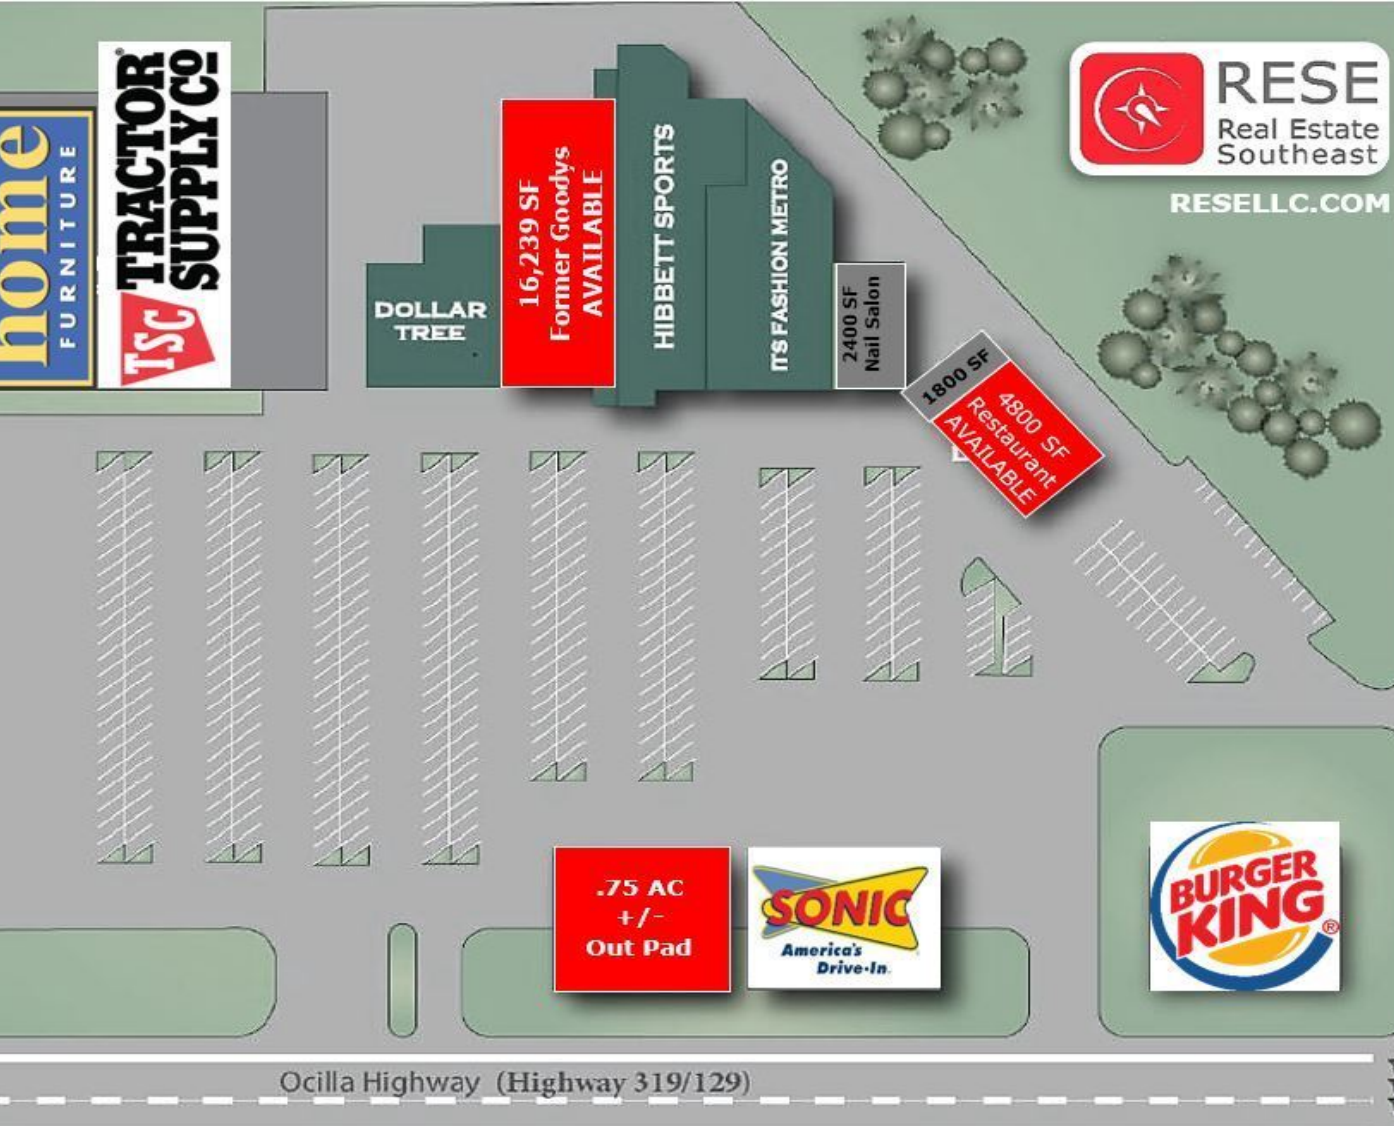 home
FURNITURE
TRACTOR
SUPPLY CO
TSC
DOLLAR
TREE
16,239 SF
Former Goodys
AVAILABLE
HIBBETT SPORTS
ITS FASHION METRO
2400 SF
Nail Salon
1800 SF
4800 SF
Restaurant
AVAILABLE
RESE
Real Estate
Southeast
RESELLC.COM
.75 AC
+/-
Out Pad
SONIC
America's
Drive-In
BURGER
KING®
Ocilla Highway (Highway 319/129)